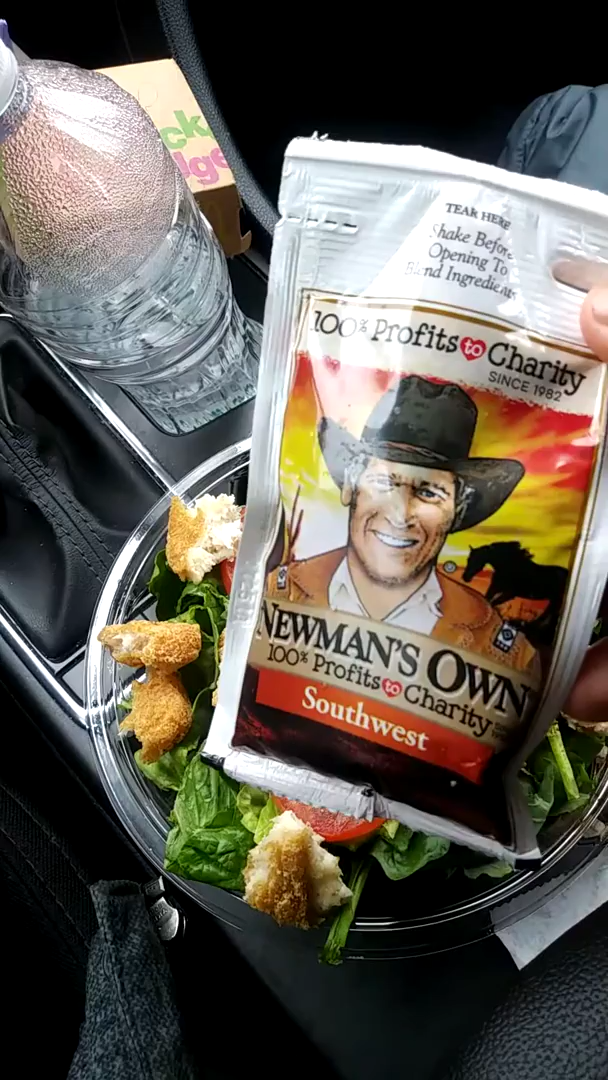 TEAR HERE
Shake Before
Opening To
Blend Ingredients
100% Profits to Charity
SINCE 1982
NEWMAN'S OWN
100% Profits to Charity
Southwest